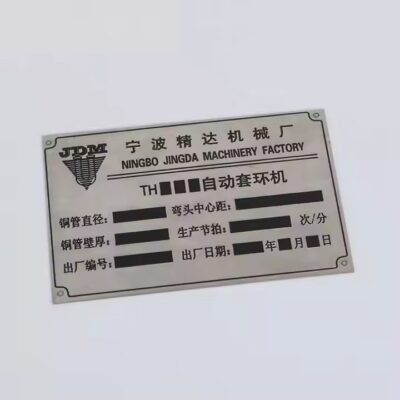 JDM
宁波精达机械厂
NINGBO JINGDA MACHINERY FACTORY
TH 自动套环机
铜管直径： 弯头中心距：
铜管壁厚： 生产节拍： 次/分
出厂编号： 出厂日期： 年 月 日